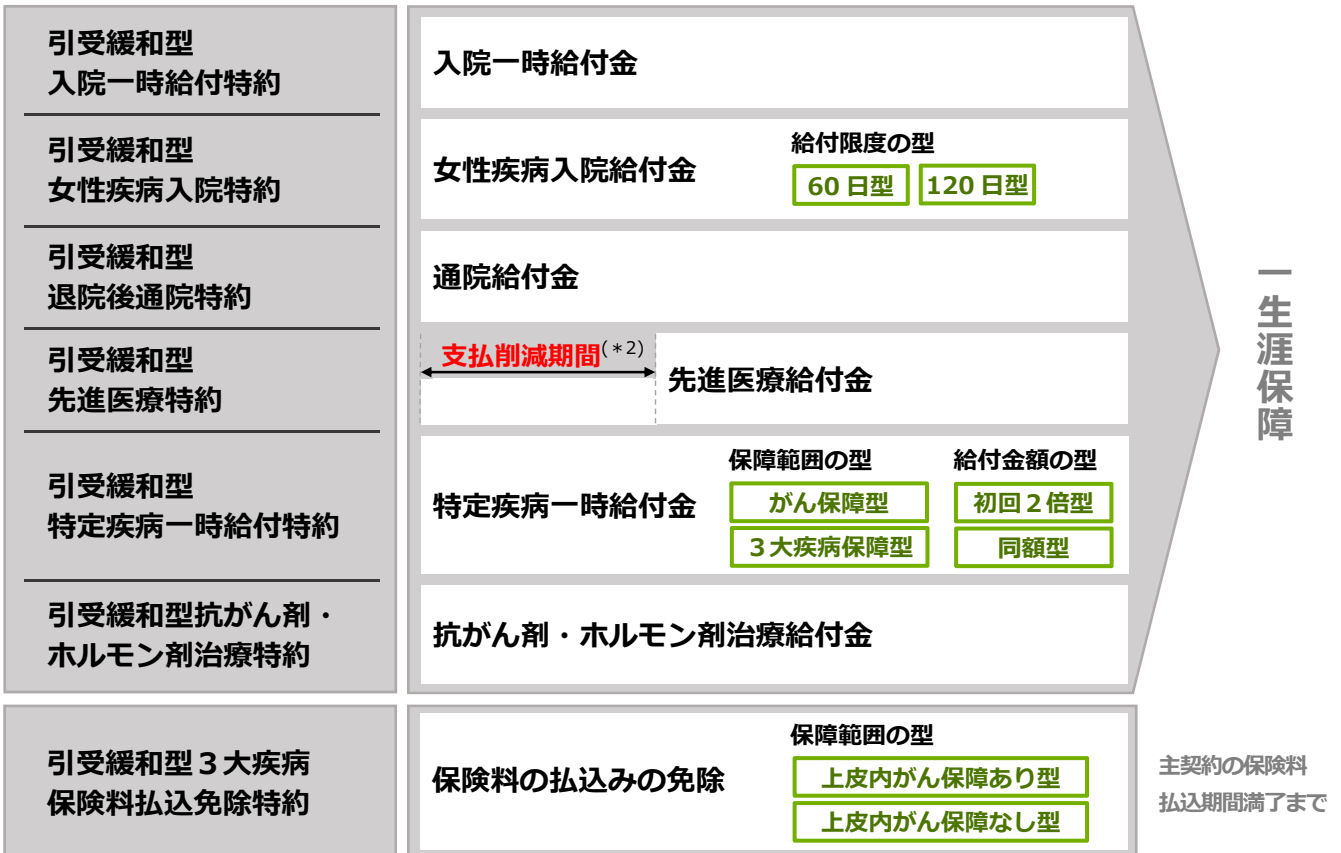 引受緩和型
入院一時給付特約
入院一時給付金
引受緩和型
女性疾病入院特約
女性疾病入院給付金
給付限度の型
60 日型
120 日型
引受緩和型
退院後通院特約
通院給付金
引受緩和型
先進医療特約
支払削減期間(*2)
先進医療給付金
引受緩和型
特定疾病一時給付特約
特定疾病一時給付金
保障範囲の型
がん保障型
3大疾病保障型
給付金額の型
初回2倍型
同額型
引受緩和型抗がん剤・
ホルモン剤治療特約
抗がん剤・ホルモン剤治療給付金
一生涯保障
引受緩和型3大疾病
保険料払込免除特約
保険料の払込みの免除
保障範囲の型
上皮内がん保障あり型
上皮内がん保障なし型
主契約の保険料
払込期間満了まで